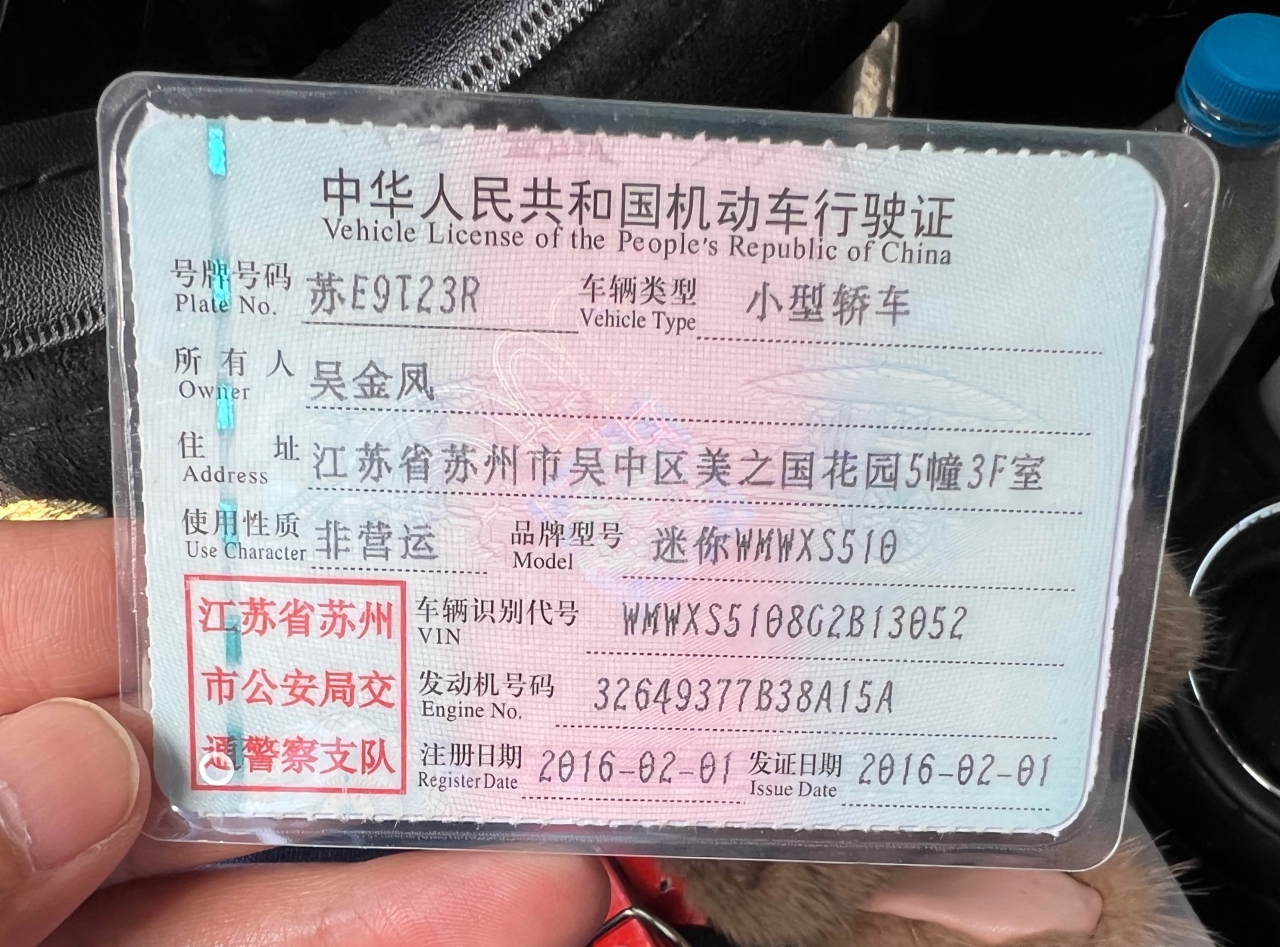 中华人民共和国机动车行驶证
Vehicle License of the People's Republic of China
号牌号码 苏E9T23R 车辆类型 小型轿车
Plate No. Vehicle Type
所有人 吴金凤
Owner
住址 江苏省苏州市吴中区美之国花园5幢3F室
Address
使用性质 非营运 品牌型号 迷你WMWXS510
Use Character Model
江苏省苏州
市公安局交
通警察支队
车辆识别代号 WMWXS5108G2B13052
VIN
发动机号码 32649377B38A15A
Engine No.
注册日期 2016-02-01 发证日期 2016-02-01
Register Date Issue Date